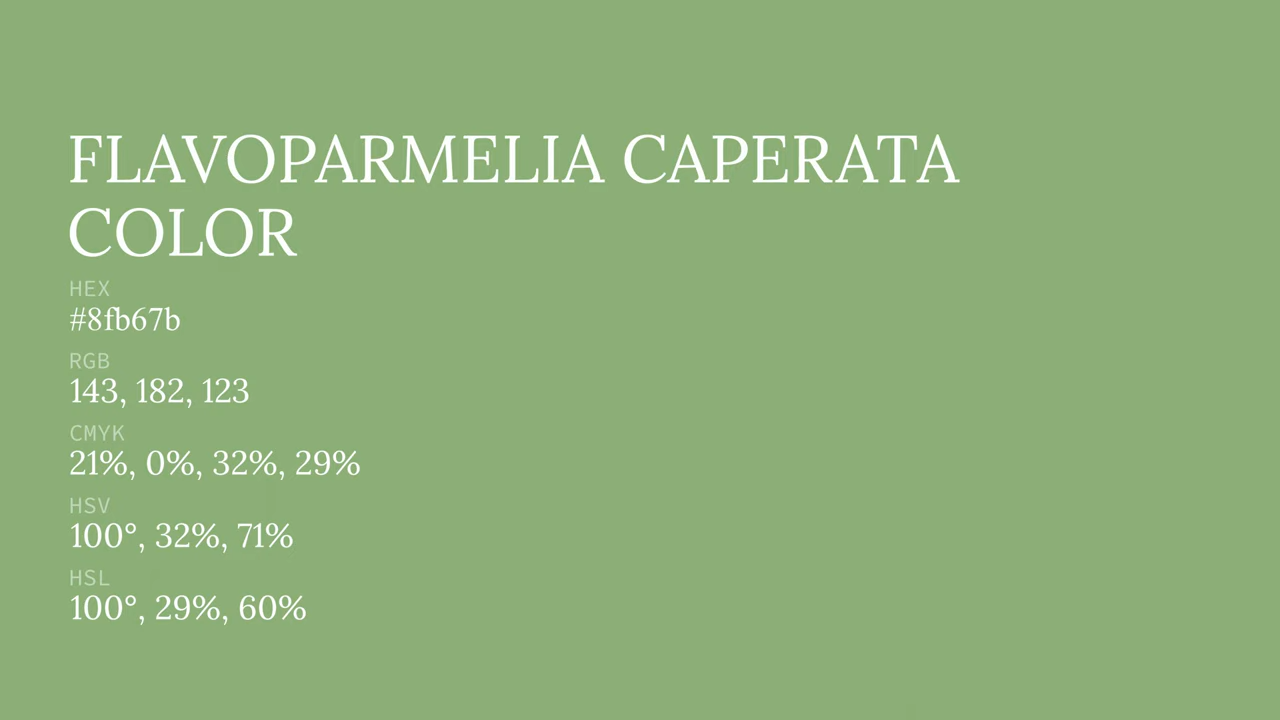 FLAVOPARMELIA CAPERATA
COLOR
HEX
#8fb67b
RGB
143, 182, 123
CMYK
21%, 0%, 32%, 29%
HSV
100°, 32%, 71%
HSL
100°, 29%, 60%